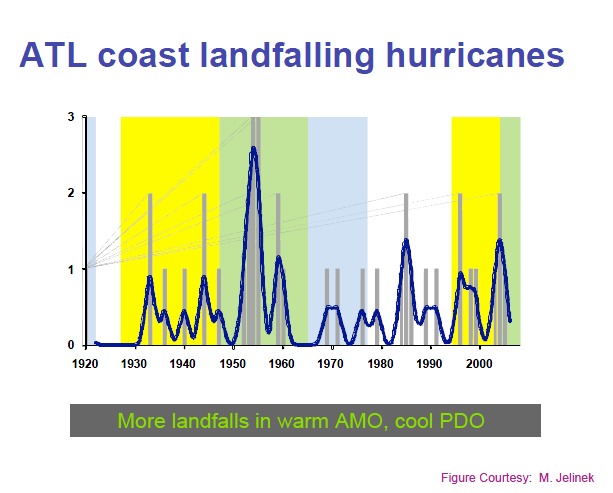 ATL coast landfalling hurricanes
3
2
1
0
1920 1930 1940 1950 1960 1970 1980 1990 2000
More landfalls in warm AMO, cool PDO
Figure Courtesy: M. Jelinek